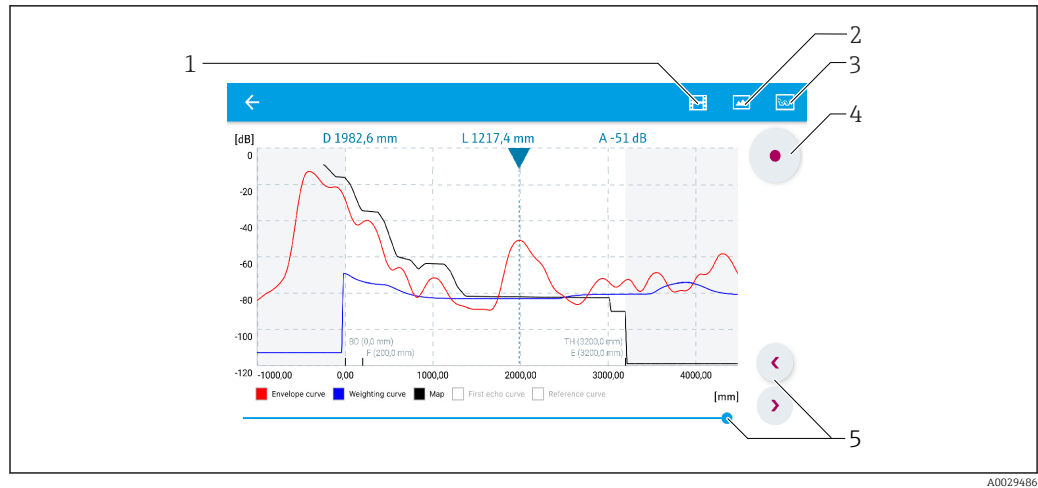 1
2
3
4
[dB] D 1982,6 mm L 1217,4 mm A -51 dB
0
-20
-40
-60
-80
-100
-120
BD (0,0 mm)
F (200,0 mm)
TH (3200,0 mm)
E (3200,0 mm)
-1000,00 0,00 1000,00 2000,00 3000,00 4000,00
Envelope curve Weighting curve Map First echo curve Reference curve
[mm]
5
A0029486